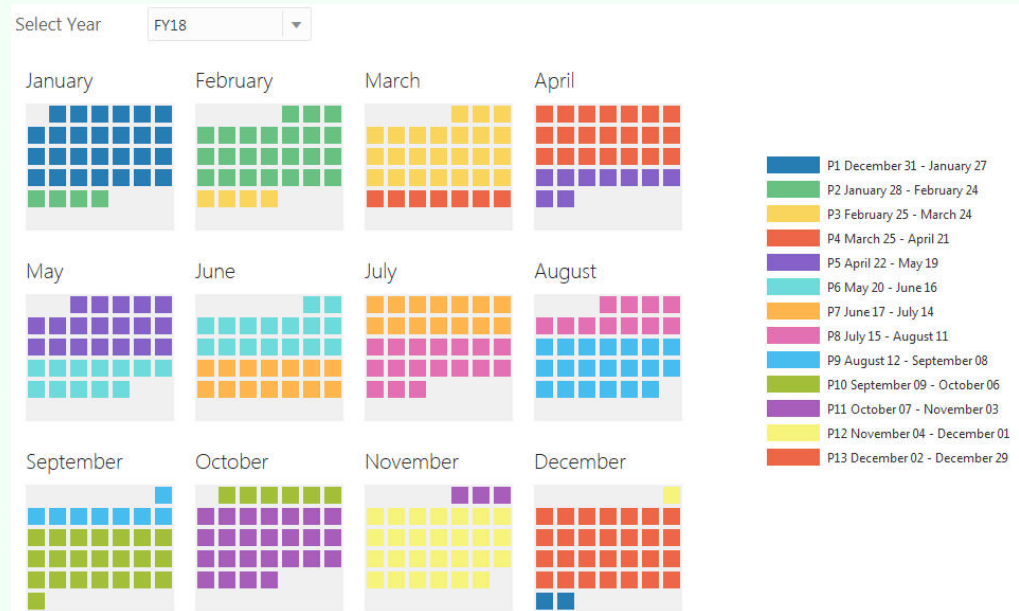 Select Year FY18
January February March April
May June July August
September October November December
P1 December 31 - January 27
P2 January 28 - February 24
P3 February 25 - March 24
P4 March 25 - April 21
P5 April 22 - May 19
P6 May 20 - June 16
P7 June 17 - July 14
P8 July 15 - August 11
P9 August 12 - September 08
P10 September 09 - October 06
P11 October 07 - November 03
P12 November 04 - December 01
P13 December 02 - December 29